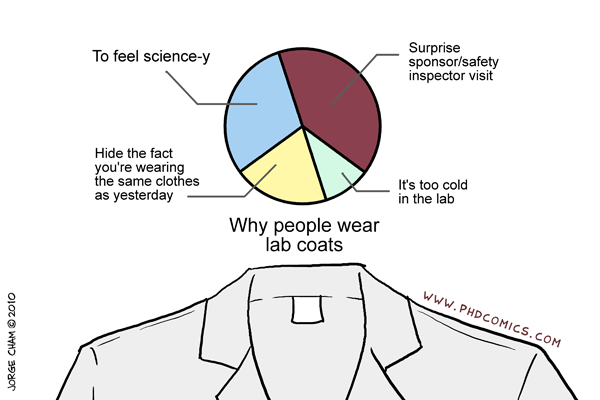 To feel science-y
Surprise
sponsor/safety
inspector visit
Hide the fact
you're wearing
the same clothes
as yesterday
It's too cold
in the lab
Why people wear
lab coats
WWW.PHDCOMICS.COM
JORGE CHAM © 2010